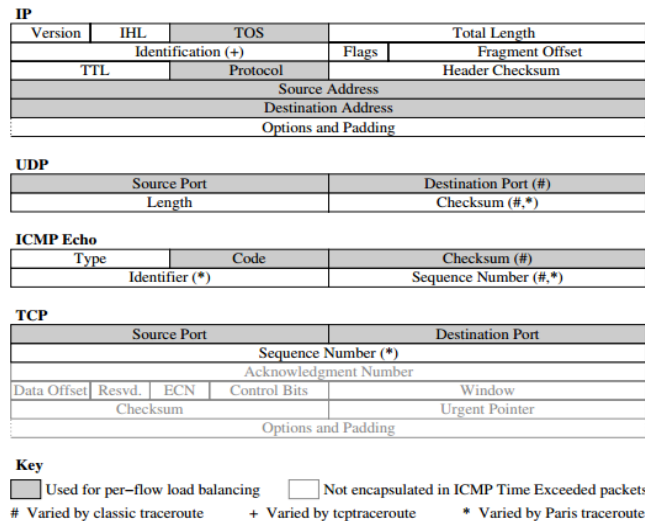 IP
Version IHL TOS Total Length
Identification (+) Flags Fragment Offset
TTL Protocol Header Checksum
Source Address
Destination Address
Options and Padding
UDP
Source Port Destination Port (#)
Length Checksum (#,*)
ICMP Echo
Type Code Checksum (#)
Identifier (*) Sequence Number (#,*)
TCP
Source Port Destination Port
Sequence Number (*)
Acknowledgment Number
Data Offset Resvd. ECN Control Bits Window
Checksum Urgent Pointer
Options and Padding
Key
Used for per−flow load balancing Not encapsulated in ICMP Time Exceeded packets
# Varied by classic traceroute + Varied by tcptraceroute * Varied by Paris traceroute